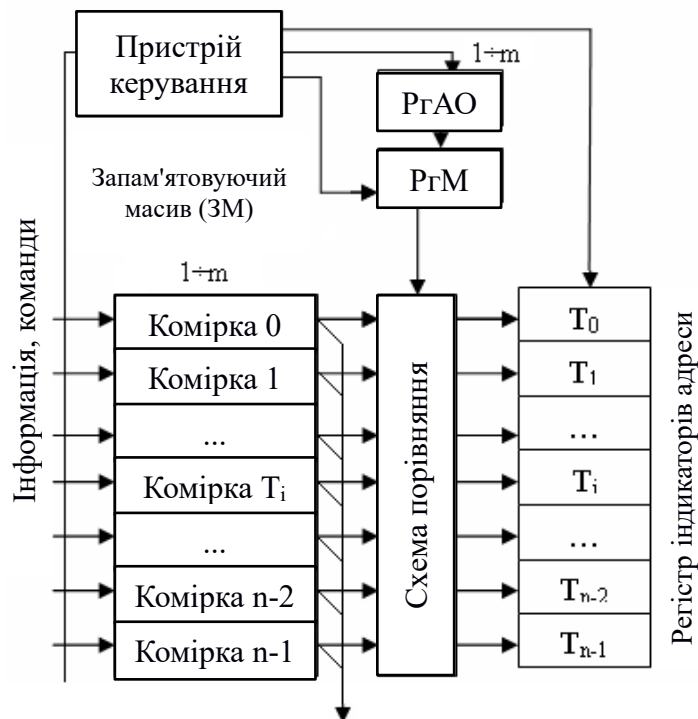 Пристрій
керування
1÷m
РгАО
РгМ
Запам'ятовуючий
масив (ЗМ)
1÷m
Інформація, команди
Комірка 0
Комірка 1
...
Комірка Tᵢ
...
Комірка n-2
Комірка n-1
Схема порівняння
T₀
T₁
...
Tᵢ
...
Tₙ₋₂
Tₙ₋₁
Регістр індикаторів адреси